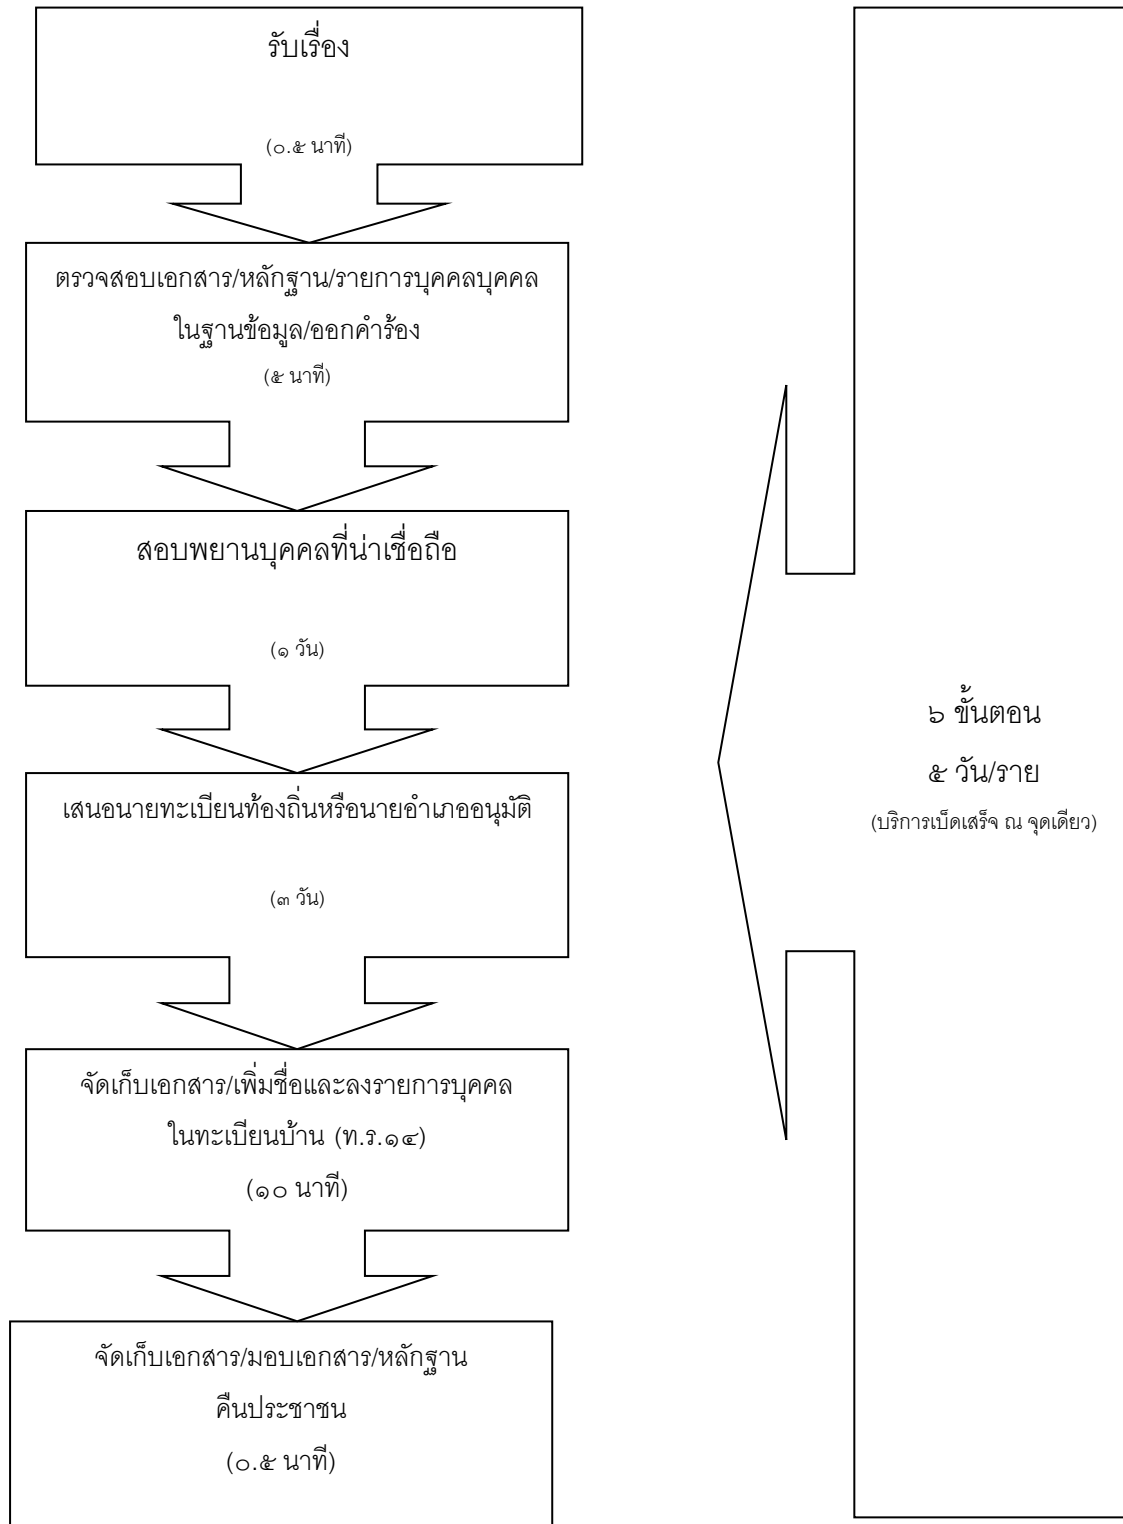 รับเรื่อง
(๐.๕ นาที)
ตรวจสอบเอกสาร/หลักฐาน/รายการบุคคลบุคคล
ในฐานข้อมูล/ออกคำร้อง
(๕ นาที)
สอบพยานบุคคลที่น่าเชื่อถือ
(๑ วัน)
เสนอนายทะเบียนท้องถิ่นหรือนายอำเภออนุมัติ
(๓ วัน)
จัดเก็บเอกสาร/เพิ่มชื่อและลงรายการบุคคล
ในทะเบียนบ้าน (ท.ร.๑๔)
(๑๐ นาที)
จัดเก็บเอกสาร/มอบเอกสาร/หลักฐาน
คืนประชาชน
(๐.๕ นาที)
๖ ขั้นตอน
๕ วัน/ราย
(บริการเบ็ดเสร็จ ณ จุดเดียว)